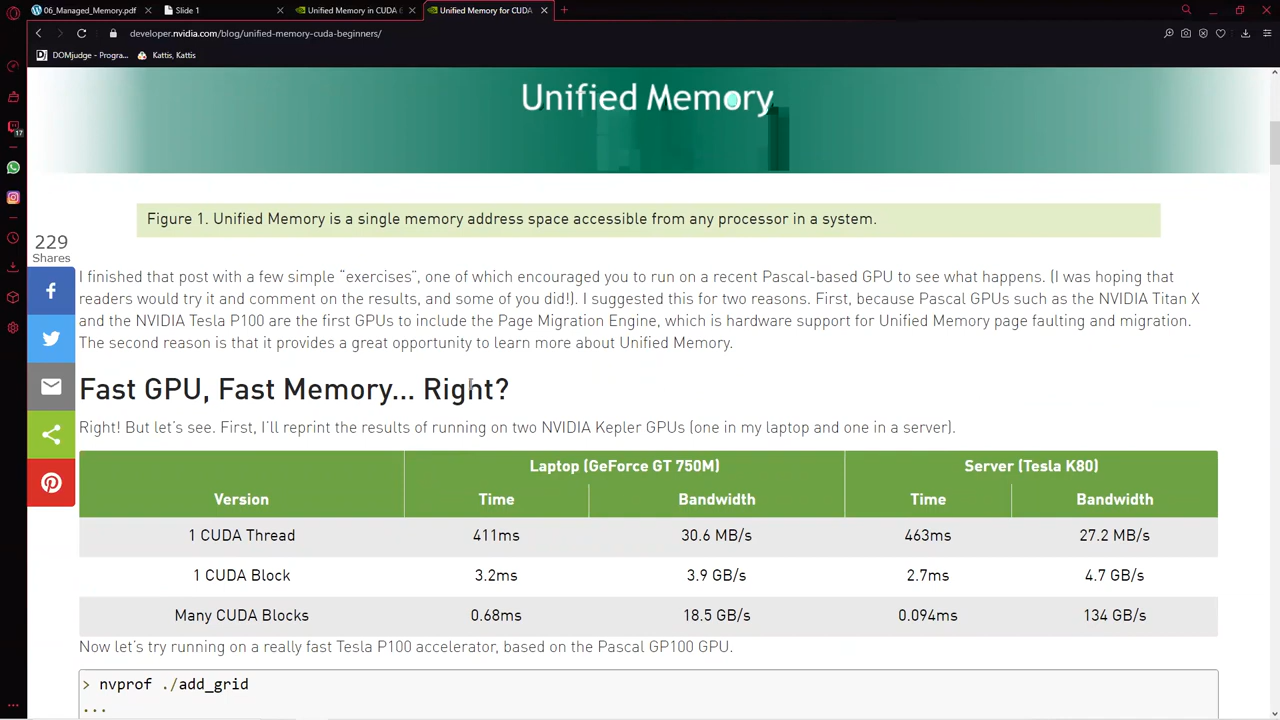 06_Managed_Memory.pdf
Slide 1
Unified Memory in CUDA 6
Unified Memory for CUDA
developer.nvidia.com/blog/unified-memory-cuda-beginners/
DOMjudge - Progra...
Kattis, Kattis
17
Unified Memory
Figure 1. Unified Memory is a single memory address space accessible from any processor in a system.
229
Shares
I finished that post with a few simple “exercises”, one of which encouraged you to run on a recent Pascal-based GPU to see what happens. (I was hoping that
readers would try it and comment on the results, and some of you did!). I suggested this for two reasons. First, because Pascal GPUs such as the NVIDIA Titan X
and the NVIDIA Tesla P100 are the first GPUs to include the Page Migration Engine, which is hardware support for Unified Memory page faulting and migration.
The second reason is that it provides a great opportunity to learn more about Unified Memory.
Fast GPU, Fast Memory... Right?
Right! But let’s see. First, I’ll reprint the results of running on two NVIDIA Kepler GPUs (one in my laptop and one in a server).
Laptop (GeForce GT 750M) Server (Tesla K80)
Version Time Bandwidth Time Bandwidth
1 CUDA Thread 411ms 30.6 MB/s 463ms 27.2 MB/s
1 CUDA Block 3.2ms 3.9 GB/s 2.7ms 4.7 GB/s
Many CUDA Blocks 0.68ms 18.5 GB/s 0.094ms 134 GB/s
Now let’s try running on a really fast Tesla P100 accelerator, based on the Pascal GP100 GPU.
> nvprof ./add_grid
...